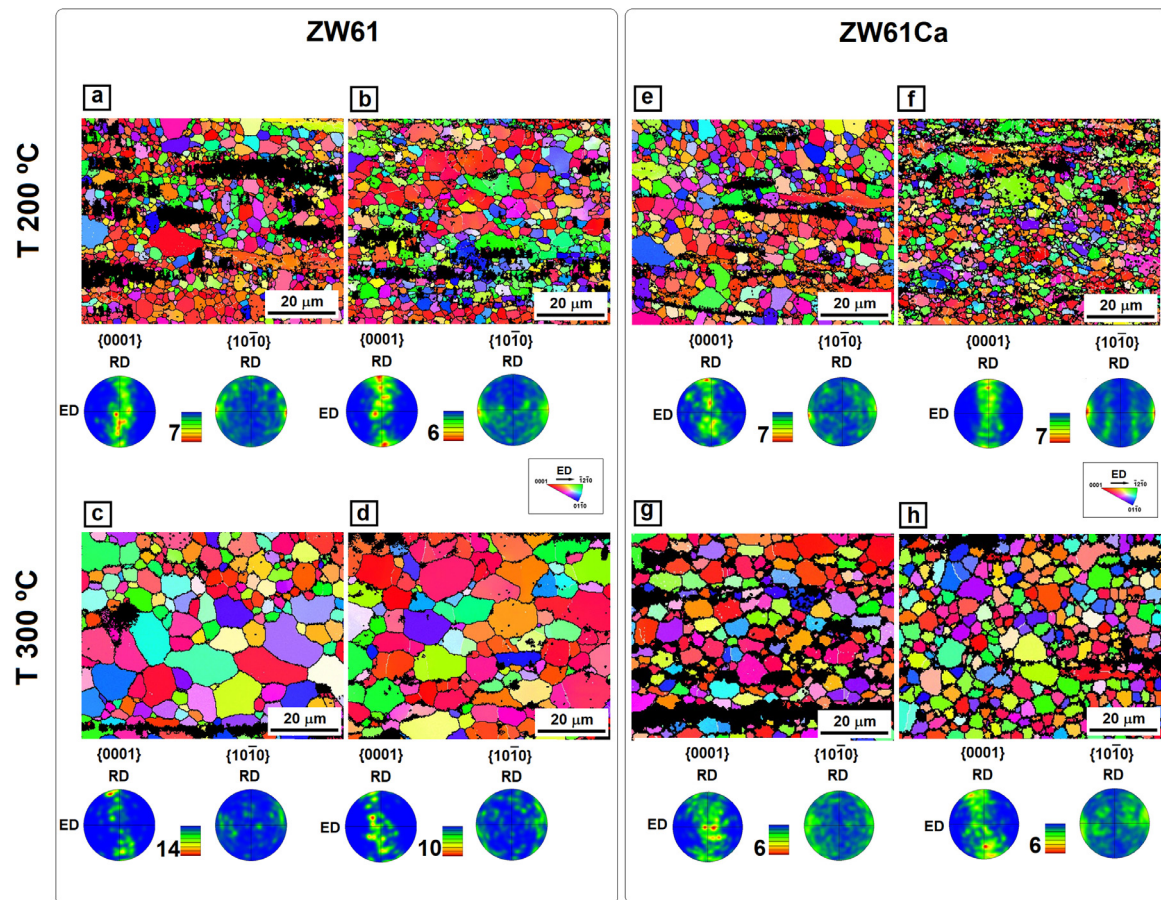 ZW61
ZW61Ca
T 200 ºC
a
b
e
f
20 µm
20 µm
20 µm
20 µm
{0001}
{101̄0}
{0001}
{101̄0}
{0001}
{101̄0}
{0001}
{101̄0}
RD
RD
RD
RD
RD
RD
RD
RD
ED
7
ED
6
ED
7
ED
7
ED
0001
1̄21̄0
011̄0
ED
0001
1̄21̄0
011̄0
T 300 ºC
c
d
g
h
20 µm
20 µm
20 µm
20 µm
{0001}
{101̄0}
{0001}
{101̄0}
{0001}
{101̄0}
{0001}
{101̄0}
RD
RD
RD
RD
RD
RD
RD
RD
ED
14
ED
10
ED
6
ED
6